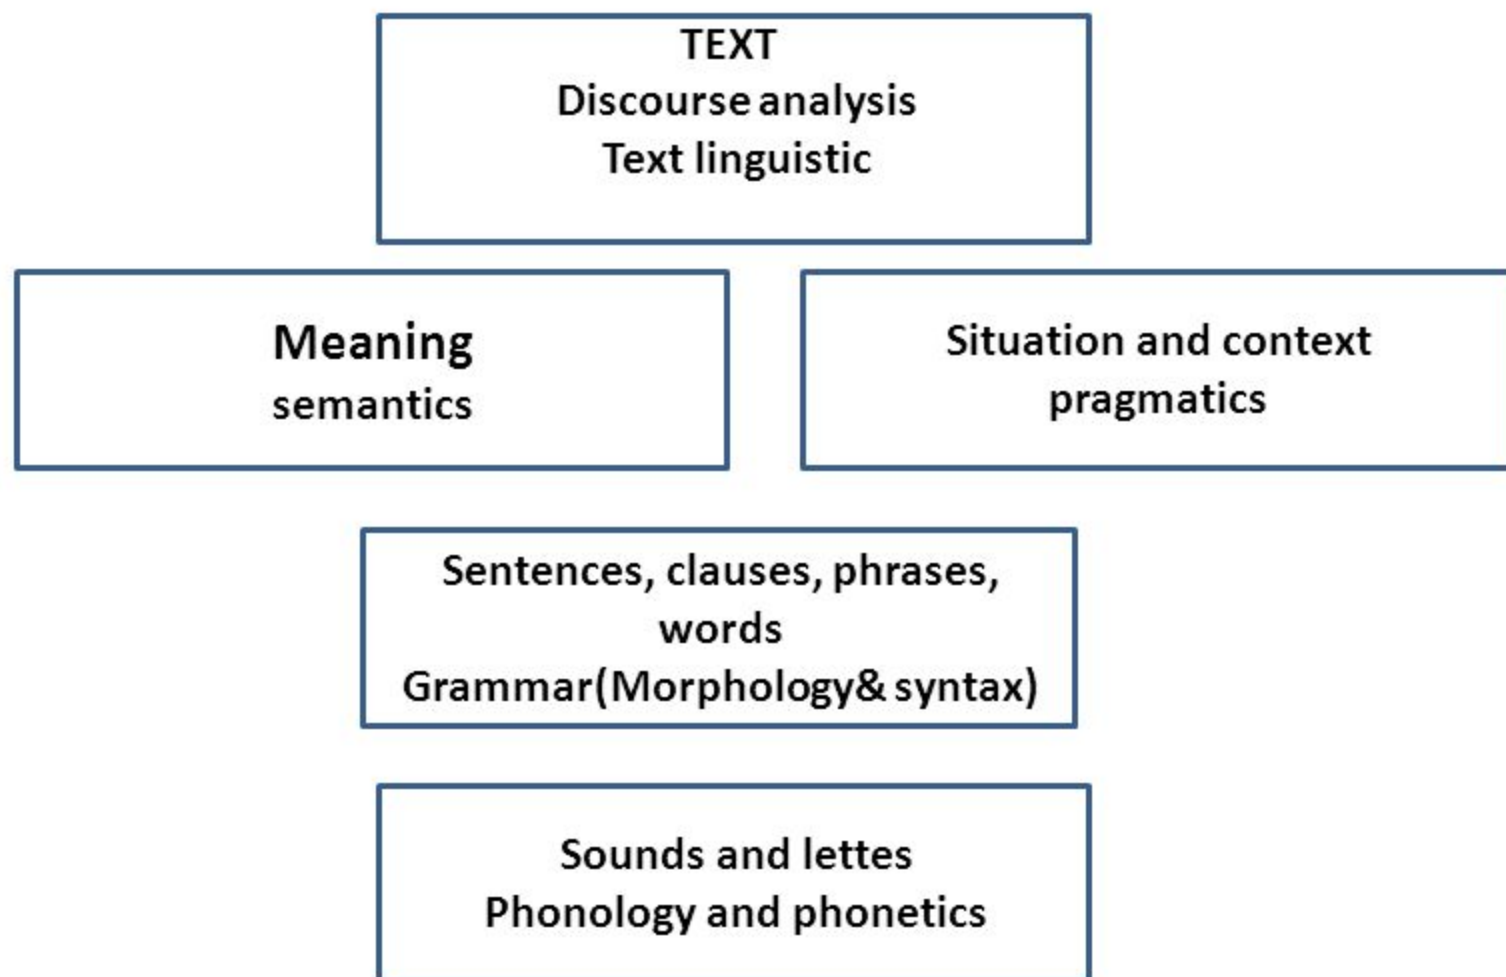 TEXT
Discourse analysis
Text linguistic
Meaning
semantics
Situation and context
pragmatics
Sentences, clauses, phrases,
words
Grammar(Morphology& syntax)
Sounds and lettes
Phonology and phonetics